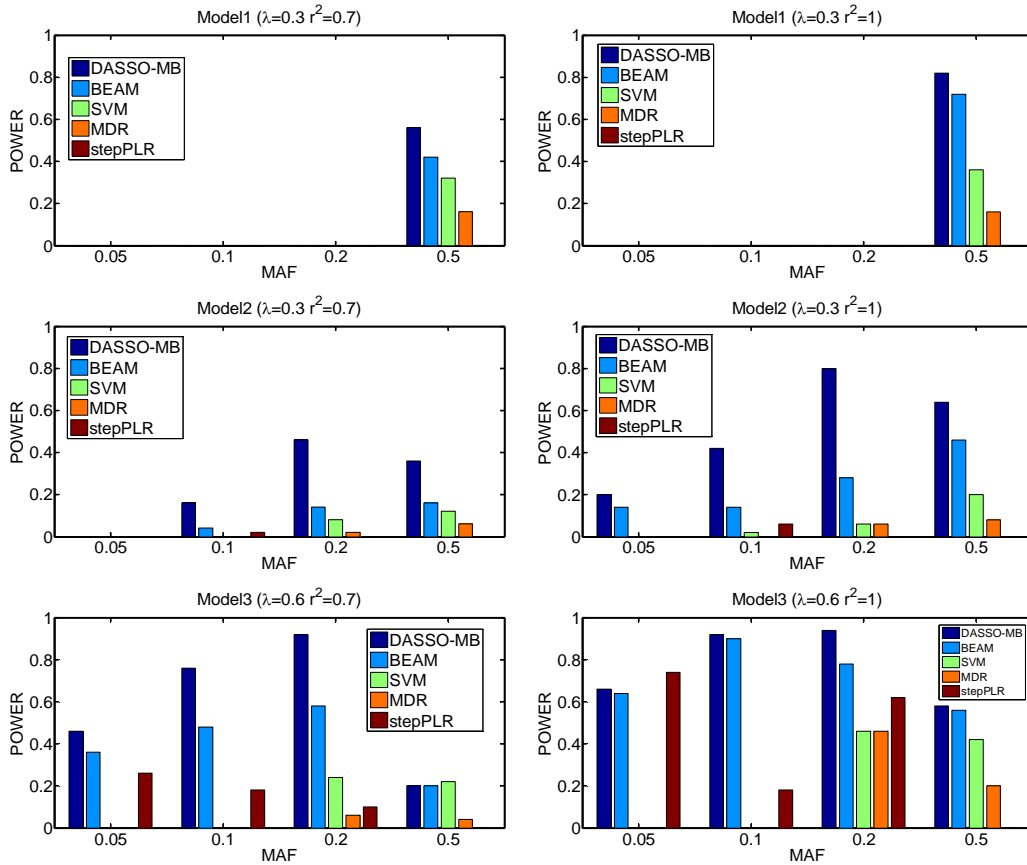 Model1 (λ=0.3 r²=0.7)
POWER
1
0.8
0.6
0.4
0.2
0
DASSO-MB
BEAM
SVM
MDR
stepPLR
0.05 0.1 0.2 0.5
MAF
Model1 (λ=0.3 r²=1)
POWER
1
0.8
0.6
0.4
0.2
0
DASSO-MB
BEAM
SVM
MDR
stepPLR
0.05 0.1 0.2 0.5
MAF
Model2 (λ=0.3 r²=0.7)
POWER
1
0.8
0.6
0.4
0.2
0
DASSO-MB
BEAM
SVM
MDR
stepPLR
0.05 0.1 0.2 0.5
MAF
Model2 (λ=0.3 r²=1)
POWER
1
0.8
0.6
0.4
0.2
0
DASSO-MB
BEAM
SVM
MDR
stepPLR
0.05 0.1 0.2 0.5
MAF
Model3 (λ=0.6 r²=0.7)
POWER
1
0.8
0.6
0.4
0.2
0
DASSO-MB
BEAM
SVM
MDR
stepPLR
0.05 0.1 0.2 0.5
MAF
Model3 (λ=0.6 r²=1)
POWER
1
0.8
0.6
0.4
0.2
0
DASSO-MB
BEAM
SVM
MDR
stepPLR
0.05 0.1 0.2 0.5
MAF